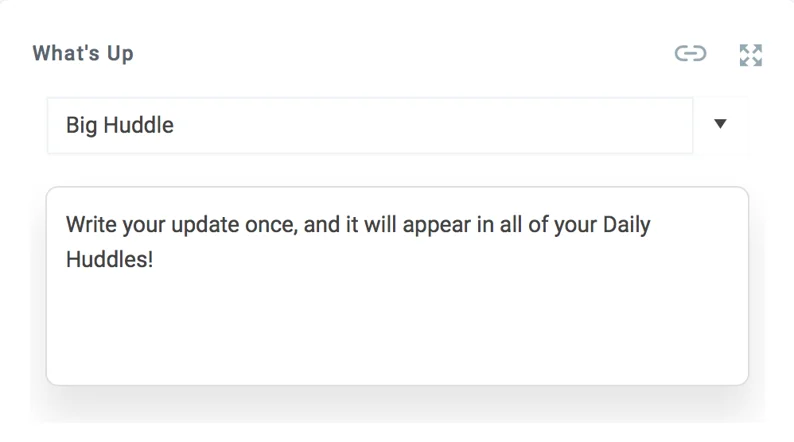 What's Up
Big Huddle
Write your update once, and it will appear in all of your Daily
Huddles!